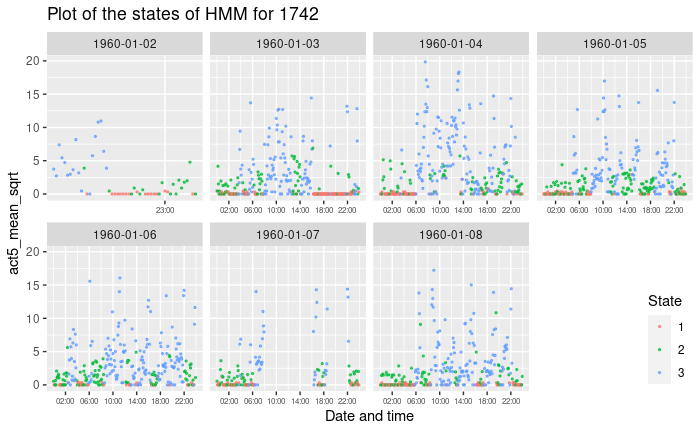 Plot of the states of HMM for 1742
1960-01-02 1960-01-03 1960-01-04 1960-01-05
20
15
10
5
0
23:00 02:00 06:00 10:00 14:00 18:00 22:00 02:00 06:00 10:00 14:00 18:00 22:00 02:00 06:00 10:00 14:00 18:00 22:00
act5_mean_sqrt
1960-01-06 1960-01-07 1960-01-08
20
15
10
5
0
02:00 06:00 10:00 14:00 18:00 22:00 02:00 06:00 10:00 14:00 18:00 22:00 02:00 06:00 10:00 14:00 18:00 22:00
Date and time
State
1
2
3